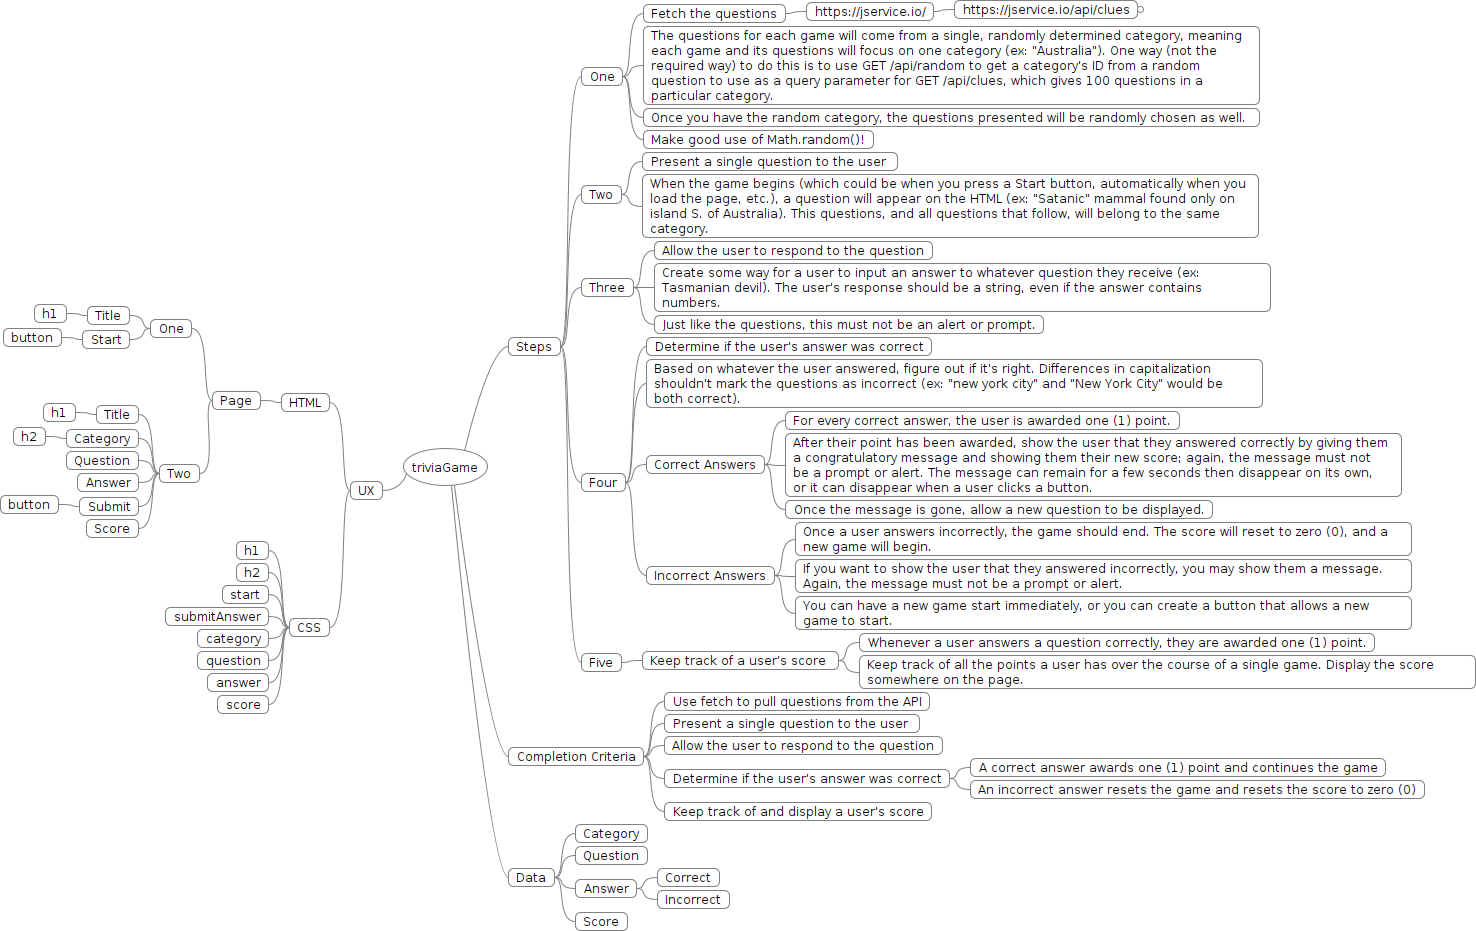 triviaGame
Steps
One
Fetch the questions
https://jservice.io/
https://jservice.io/api/clues
The questions for each game will come from a single, randomly determined category, meaning
each game and its questions will focus on one category (ex: "Australia"). One way (not the
required way) to do this is to use GET /api/random to get a category's ID from a random
question to use as a query parameter for GET /api/clues, which gives 100 questions in a
particular category.
Once you have the random category, the questions presented will be randomly chosen as well.
Make good use of Math.random()!
Two
Present a single question to the user
When the game begins (which could be when you press a Start button, automatically when you
load the page, etc.), a question will appear on the HTML (ex: "Satanic" mammal found only on
island S. of Australia). This questions, and all questions that follow, will belong to the same
category.
Three
Allow the user to respond to the question
Create some way for a user to input an answer to whatever question they receive (ex:
Tasmanian devil). The user's response should be a string, even if the answer contains
numbers.
Just like the questions, this must not be an alert or prompt.
Four
Determine if the user's answer was correct
Based on whatever the user answered, figure out if it's right. Differences in capitalization
shouldn't mark the questions as incorrect (ex: "new york city" and "New York City" would be
both correct).
Correct Answers
For every correct answer, the user is awarded one (1) point.
After their point has been awarded, show the user that they answered correctly by giving them
a congratulatory message and showing them their new score; again, the message must not
be a prompt or alert. The message can remain for a few seconds then disappear on its own,
or it can disappear when a user clicks a button.
Once the message is gone, allow a new question to be displayed.
Incorrect Answers
Once a user answers incorrectly, the game should end. The score will reset to zero (0), and a
new game will begin.
If you want to show the user that they answered incorrectly, you may show them a message.
Again, the message must not be a prompt or alert.
You can have a new game start immediately, or you can create a button that allows a new
game to start.
Five
Keep track of a user's score
Whenever a user answers a question correctly, they are awarded one (1) point.
Keep track of all the points a user has over the course of a single game. Display the score
somewhere on the page.
Completion Criteria
Use fetch to pull questions from the API
Present a single question to the user
Allow the user to respond to the question
Determine if the user's answer was correct
A correct answer awards one (1) point and continues the game
An incorrect answer resets the game and resets the score to zero (0)
Keep track of and display a user's score
Data
Category
Question
Answer
Correct
Incorrect
Score
UX
HTML
Page
One
Title
h1
Start
button
Two
Title
h1
Category
h2
Question
Answer
Submit
button
Score
CSS
h1
h2
start
submitAnswer
category
question
answer
score